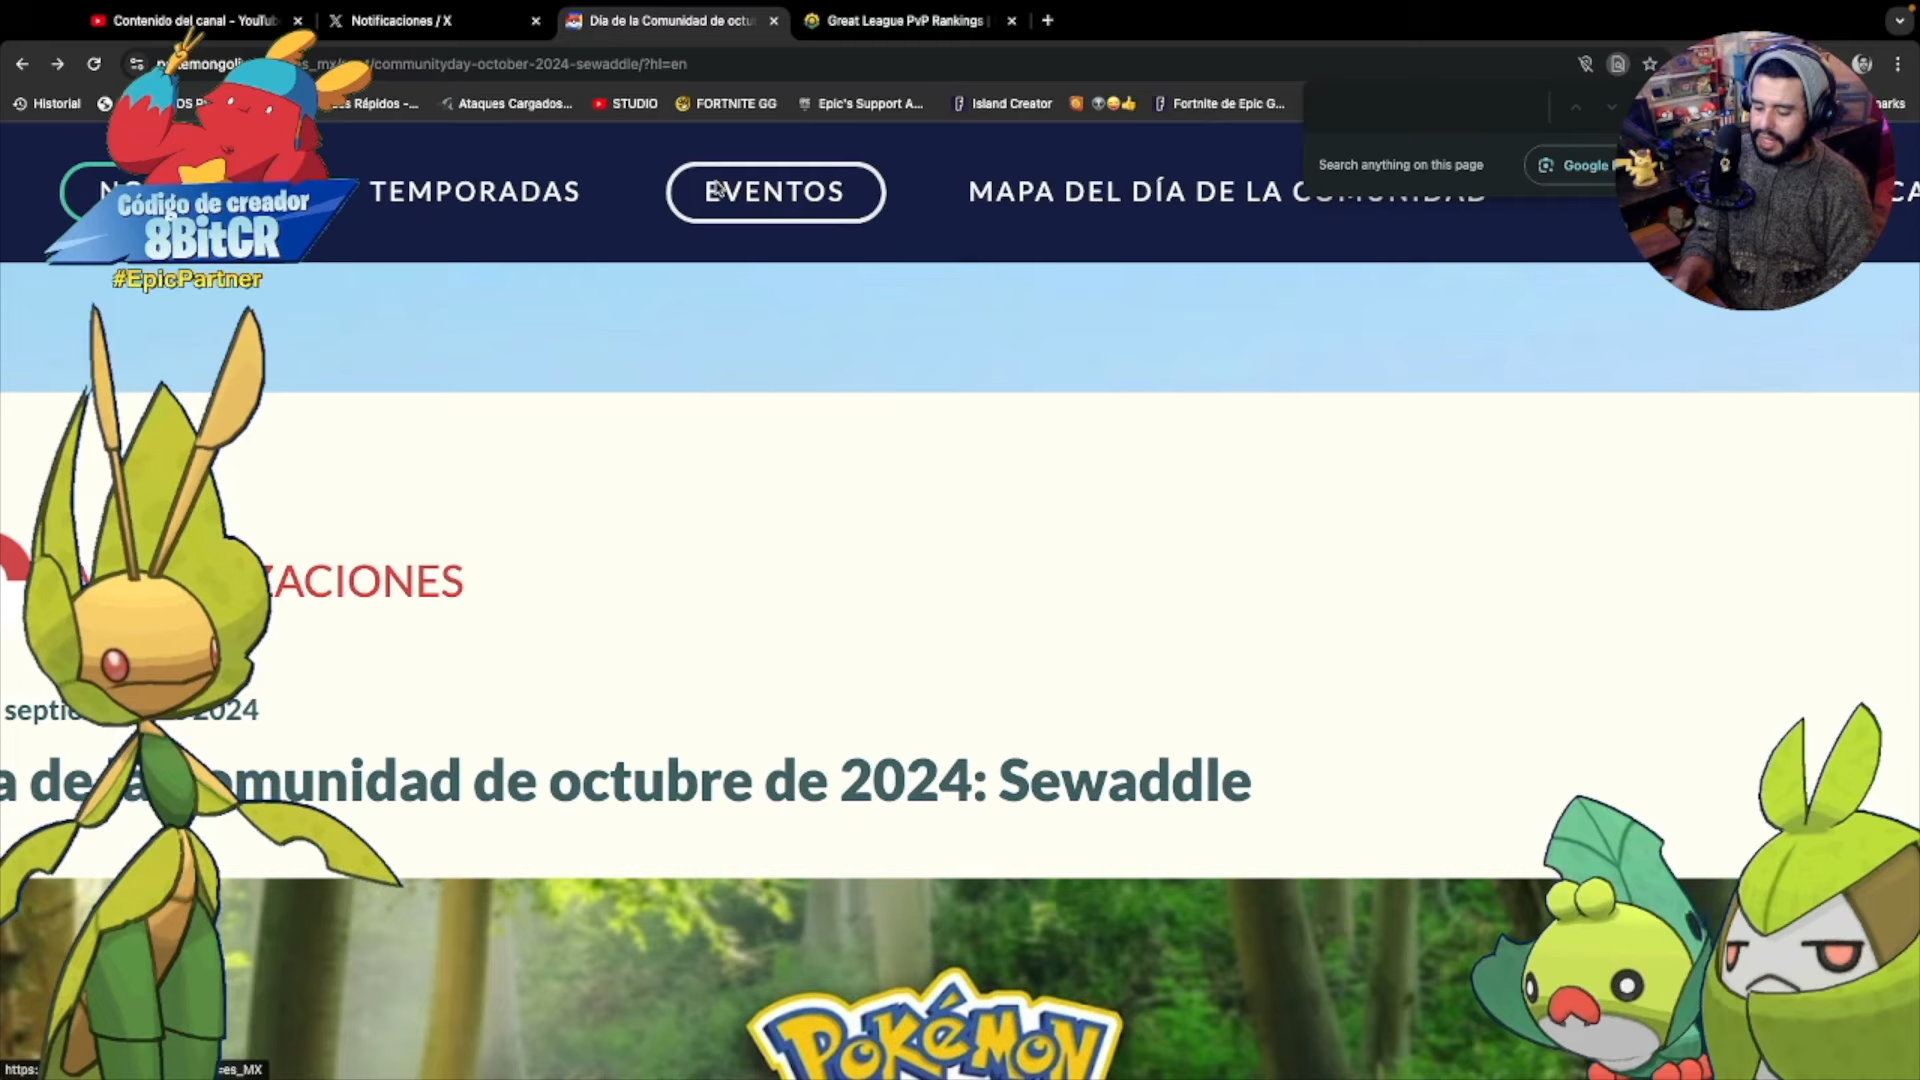 Contenido del canal - YouTub
Notificaciones / X
Día de la Comunidad de octu
Great League PvP Rankings
communityday-october-2024-sewaddle/?hl=en
Historial
Rápidos -...
Ataques Cargados...
STUDIO
FORTNITE GG
Epic's Support A...
Island Creator
Fortnite de Epic G...
TEMPORADAS
EVENTOS
MAPA DEL DÍA DE LA COMUNIDAD
Search anything on this page
Google
Código de creador
8BitCR
#EpicPartner
ZACIONES
2024
Comunidad de octubre de 2024: Sewaddle
POKÉMON
https:
=es_MX